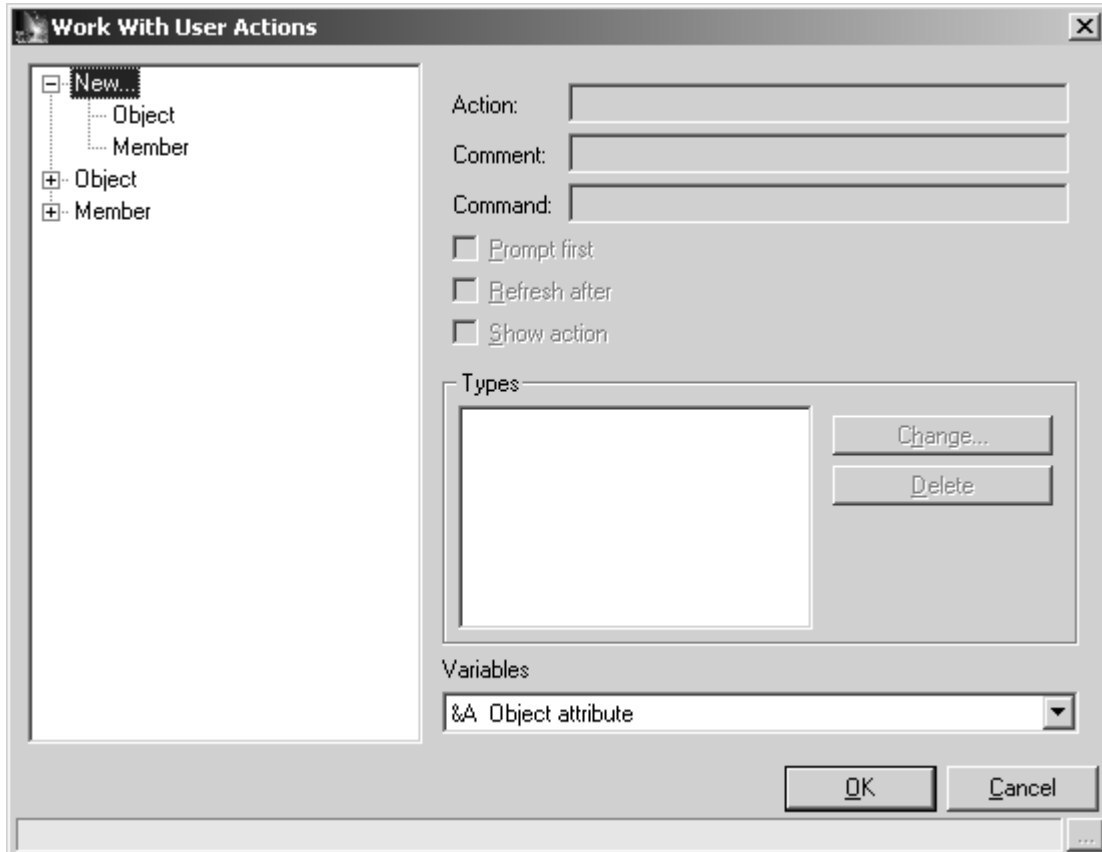 Work With User Actions
New...
Object
Member
Object
Member
Action:
Comment:
Command:
Prompt first
Refresh after
Show action
Types
Change...
Delete
Variables
&A Object attribute
OK
Cancel
...